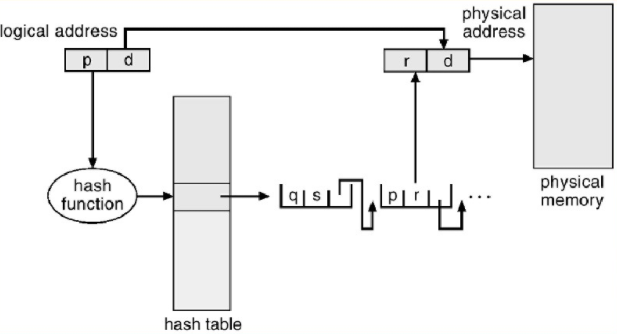 logical address
physical
address
p d
r d
hash
function
q s
p r
...
physical
memory
hash table